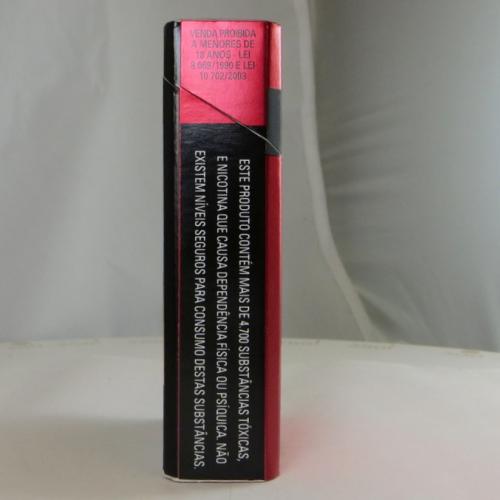 VENDA PROIBIDA
A MENORES DE
18 ANOS - LEI
8.069/1990 E LEI
10.702/2003
ESTE PRODUTO CONTÉM MAIS DE 4.700 SUBSTÂNCIAS TÓXICAS,
E NICOTINA QUE CAUSA DEPENDÊNCIA FÍSICA OU PSÍQUICA. NÃO
EXISTEM NÍVEIS SEGUROS PARA CONSUMO DESTAS SUBSTÂNCIAS.